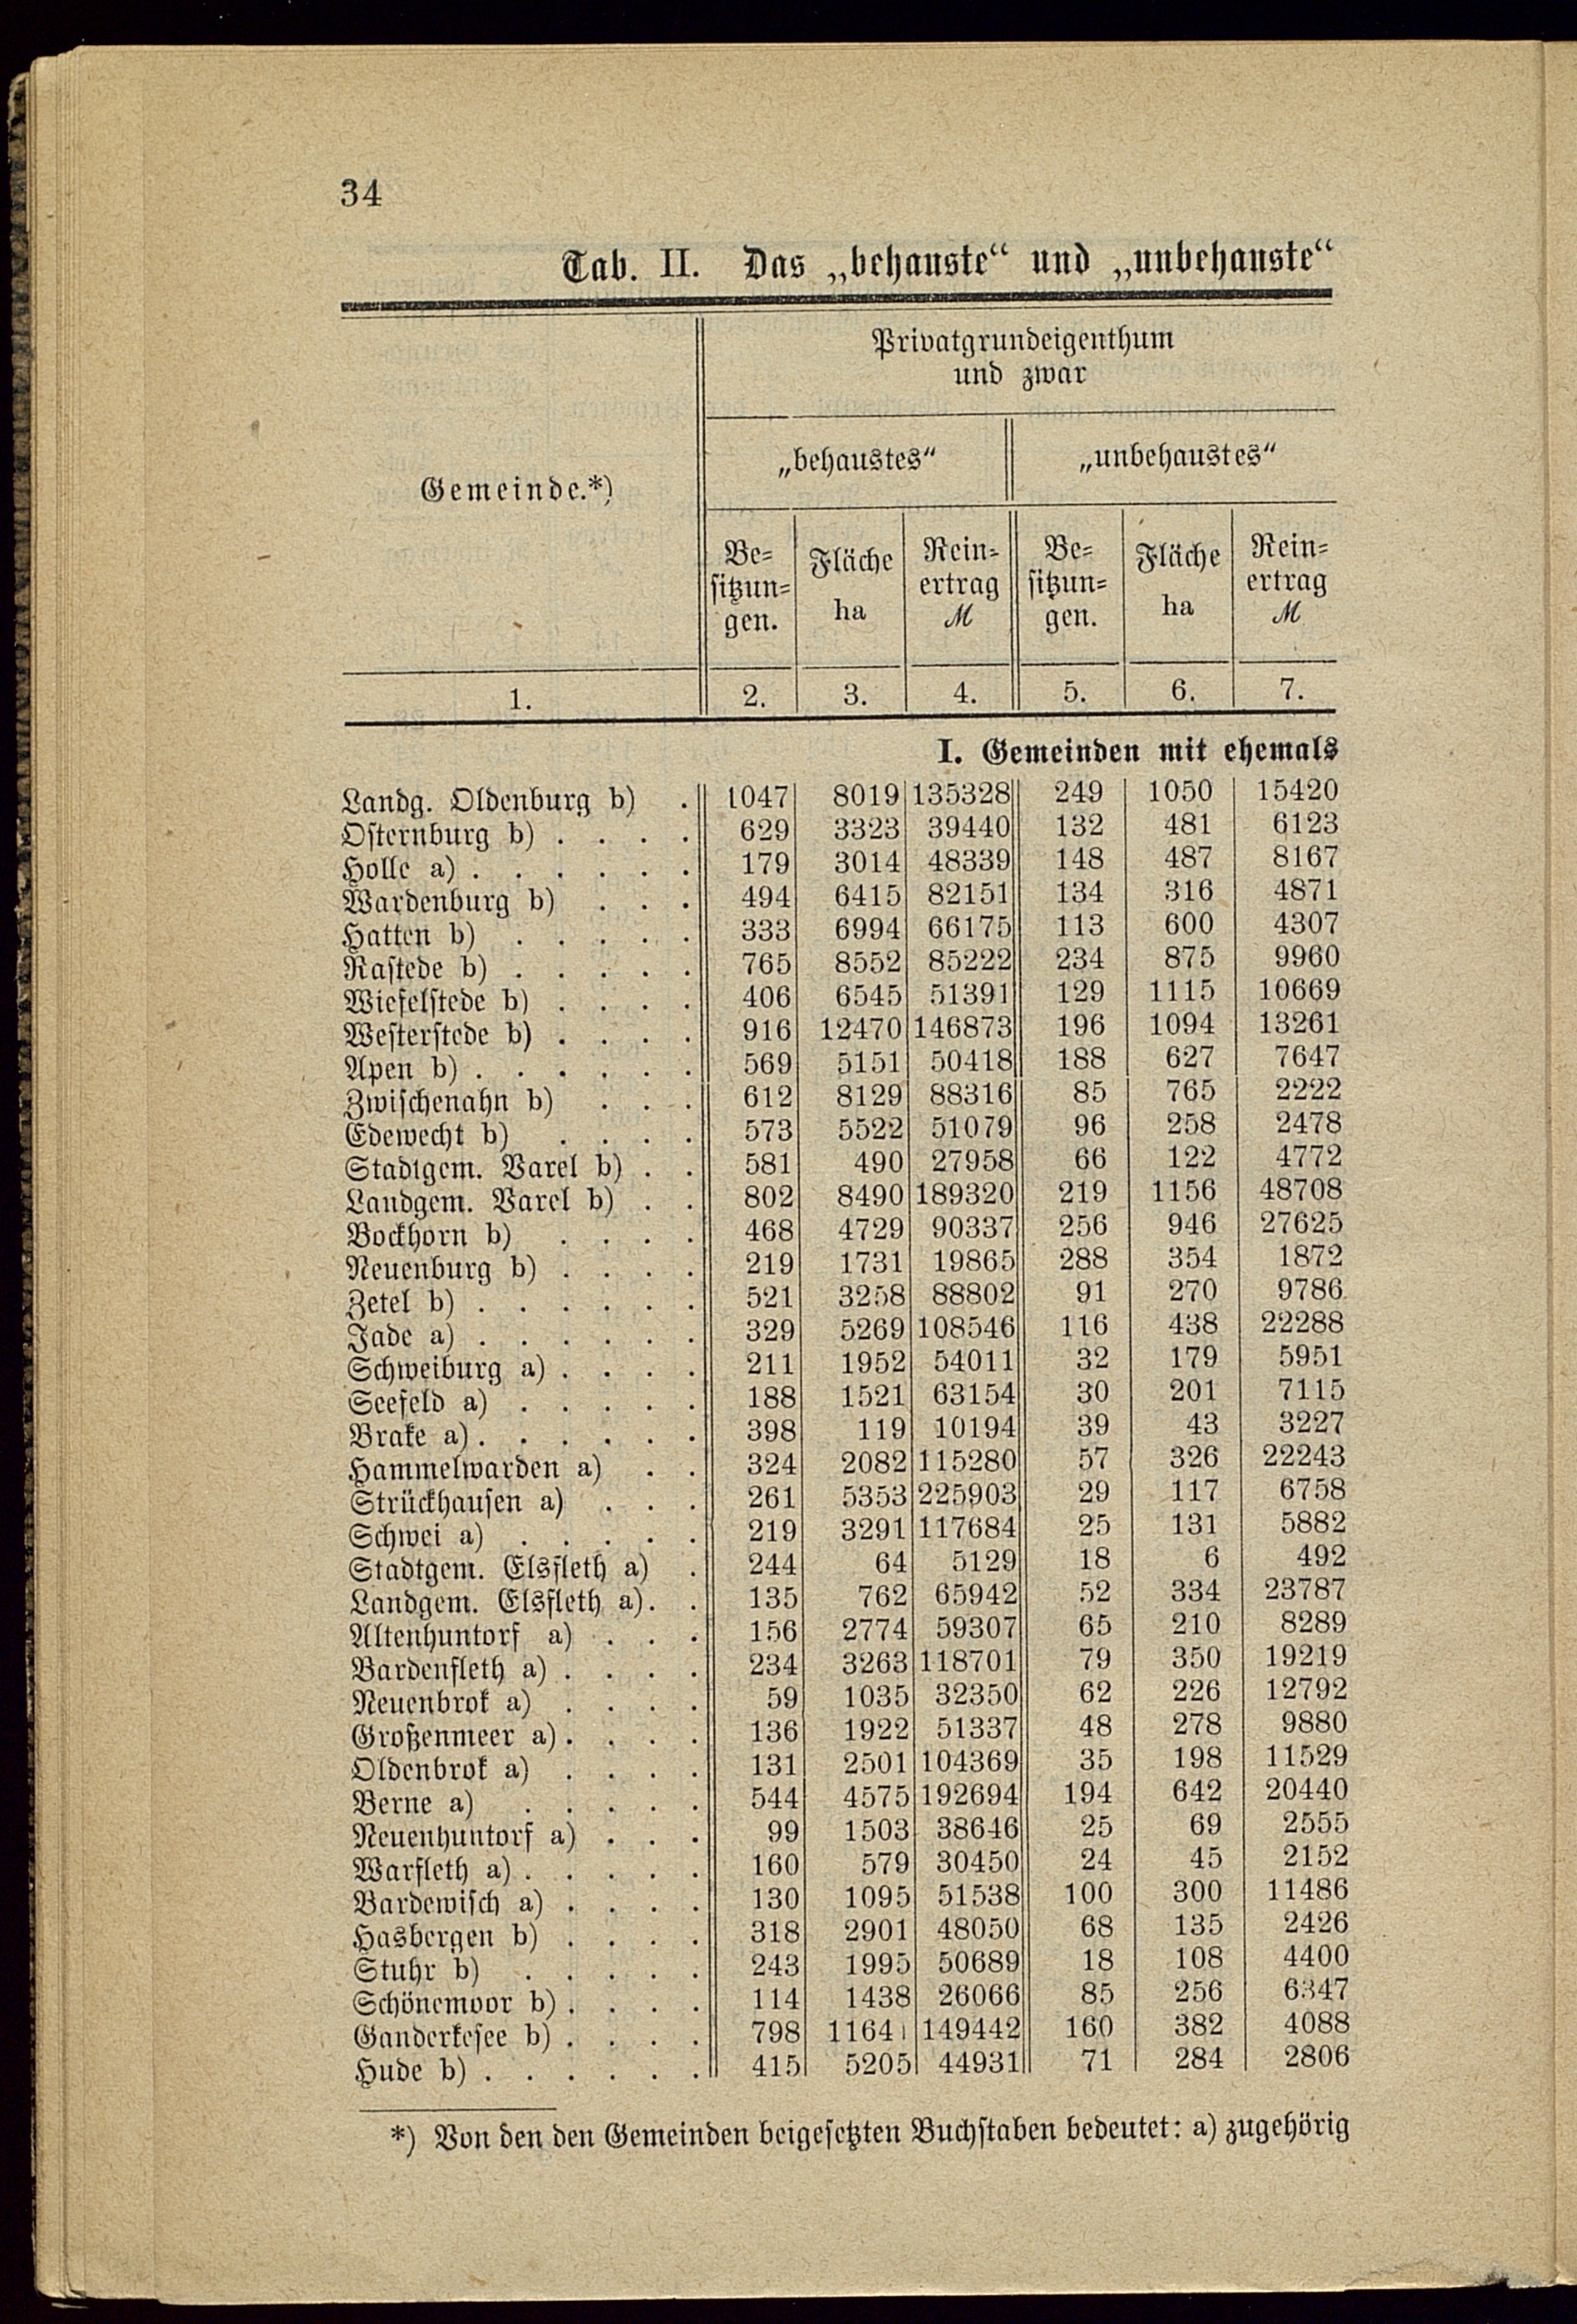 34
Tab. II. Das „behauste“ und „unbehauste“
Gemeinde.*)
Privatgrundeigenthum
und zwar
„behaustes“ „unbehaustes“
Be= Fläche Rein= Be= Fläche Rein=
sitzun= ertrag sitzun= ertrag
gen. ha ℳ gen. ha ℳ
1. 2. 3. 4. 5. 6. 7.
I. Gemeinden mit ehemals
Landg. Oldenburg b) . 1047 8019 135328 249 1050 15420
Osternburg b) . . . . 629 3323 39440 132 481 6123
Holle a) . . . . . . 179 3014 48339 148 487 8167
Wardenburg b) . . . 494 6415 82151 134 316 4871
Hatten b) . . . . . 333 6994 66175 113 600 4307
Rastede b) . . . . . 765 8552 85222 234 875 9960
Wiefelstede b) . . . . 406 6545 51391 129 1115 10669
Westerstede b) . . . . 916 12470 146873 196 1094 13261
Apen b) . . . . . . 569 5151 50418 188 627 7647
Zwischenahn b) . . . 612 8129 88316 85 765 2222
Edewecht b) . . . . 573 5522 51079 96 258 2478
Stadtgem. Varel b) . . 581 490 27958 66 122 4772
Landgem. Varel b) . . 802 8490 189320 219 1156 48708
Bockhorn b) . . . . 468 4729 90337 256 946 27625
Neuenburg b) . . . . 219 1731 19865 288 354 1872
Zetel b) . . . . . . 521 3258 88802 91 270 9786
Jade a) . . . . . . 329 5269 108546 116 438 22288
Schweiburg a) . . . . 211 1952 54011 32 179 5951
Seefeld a) . . . . . 188 1521 63154 30 201 7115
Brake a) . . . . . . 398 119 10194 39 43 3227
Hammelwarden a) . . 324 2082 115280 57 326 22243
Strückhausen a) . . . 261 5353 225903 29 117 6758
Schwei a) . . . . . 219 3291 117684 25 131 5882
Stadtgem. Elsfleth a) . 244 64 5129 18 6 492
Landgem. Elsfleth a) . . 135 762 65942 52 334 23787
Altenhuntorf a) . . . 156 2774 59307 65 210 8289
Bardenfleth a) . . . . 234 3263 118701 79 350 19219
Neuenbrok a) . . . . 59 1035 32350 62 226 12792
Großenmeer a) . . . . 136 1922 51337 48 278 9880
Oldenbrok a) . . . . 131 2501 104369 35 198 11529
Berne a) . . . . . 544 4575 192694 194 642 20440
Neuenhuntorf a) . . . 99 1503 38646 25 69 2555
Warfleth a) . . . . . 160 579 30450 24 45 2152
Bardewisch a) . . . . 130 1095 51538 100 300 11486
Hasbergen b) . . . . 318 2901 48050 68 135 2426
Stuhr b) . . . . . 243 1995 50689 18 108 4400
Schönemoor b) . . . . 114 1438 26066 85 256 6347
Ganderkesee b) . . . . 798 11641 149442 160 382 4088
Hude b) . . . . . . 415 5205 44931 71 284 2806
*) Von den den Gemeinden beigesetzten Buchstaben bedeutet: a) zugehörig